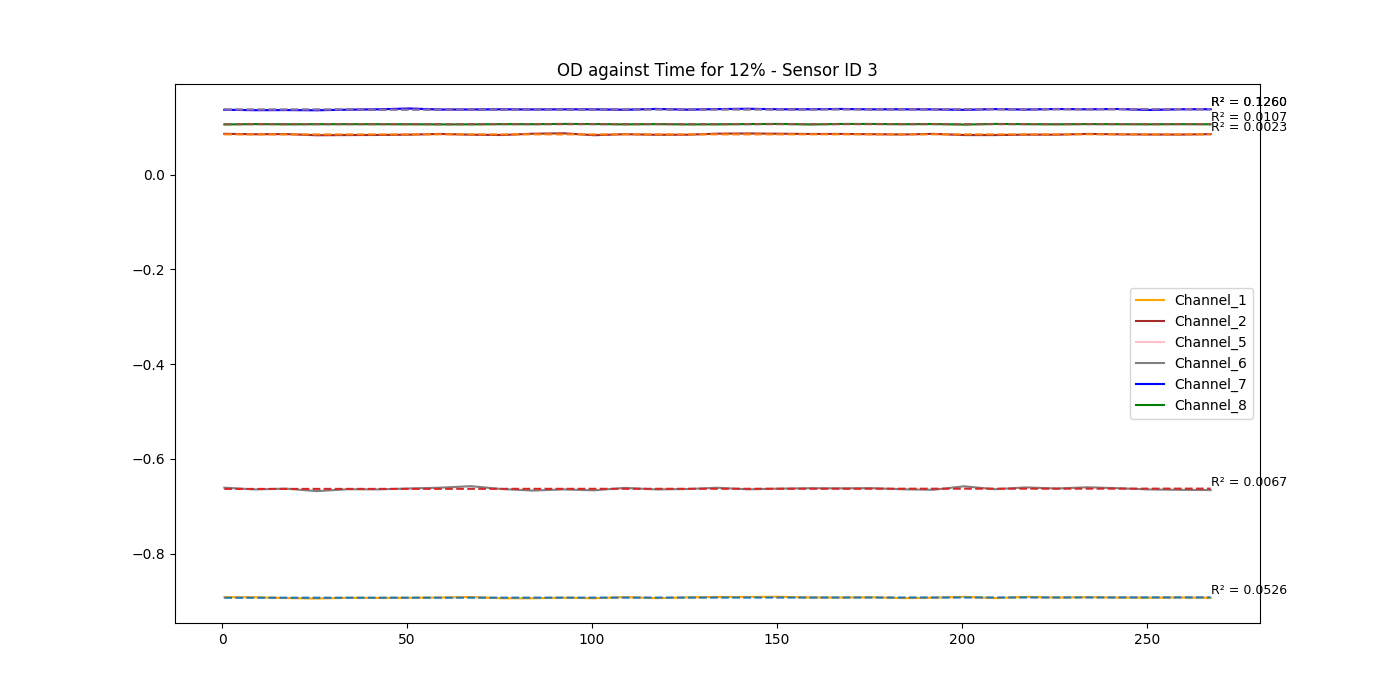 OD against Time for 12% - Sensor ID 3
R² = 0.1260
R² = 0.0107
R² = 0.0023
0.0
−0.2
−0.4
−0.6
−0.8
Channel_1
Channel_2
Channel_5
Channel_6
Channel_7
Channel_8
R² = 0.0067
R² = 0.0526
0
50
100
150
200
250